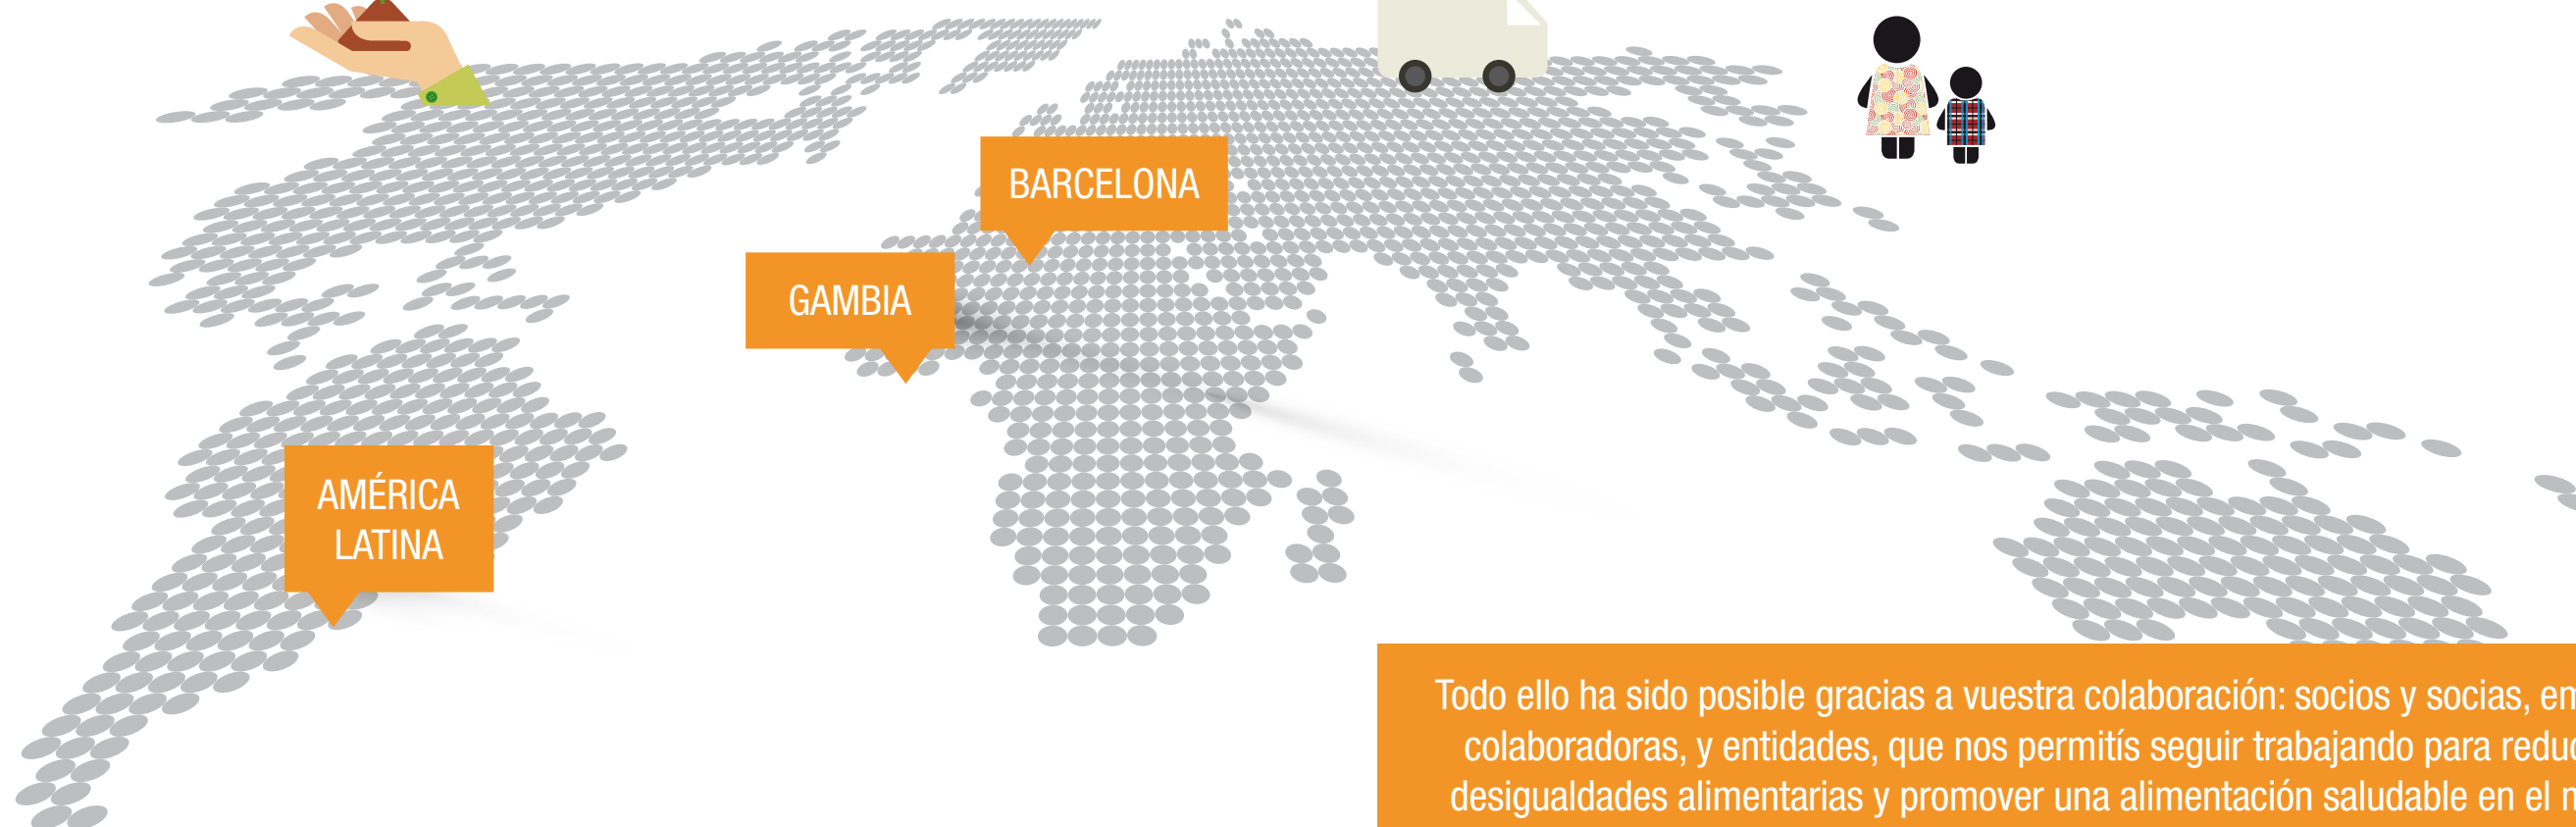 BARCELONA
GAMBIA
AMÉRICA
LATINA
Todo ello ha sido posible gracias a vuestra colaboración: socios y socias,
colaboradoras, y entidades, que nos permitís seguir trabajando para
desigualdades alimentarias y promover una alimentación saludable en el